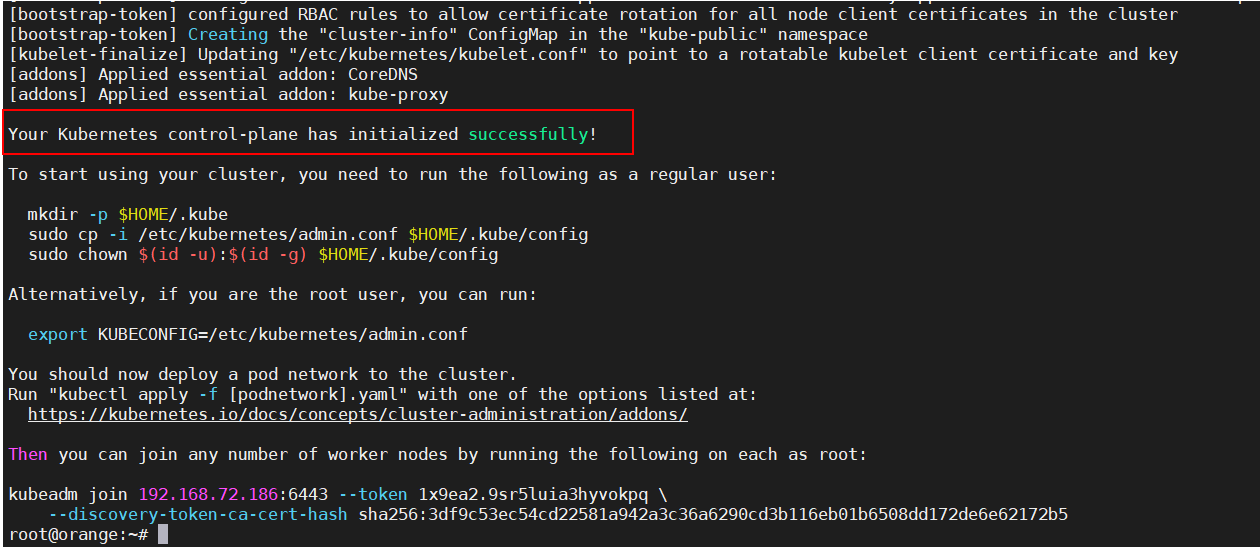 [bootstrap-token] configured RBAC rules to allow certificate rotation for all node client certificates in the cluster
[bootstrap-token] Creating the "cluster-info" ConfigMap in the "kube-public" namespace
[kubelet-finalize] Updating "/etc/kubernetes/kubelet.conf" to point to a rotatable kubelet client certificate and key
[addons] Applied essential addon: CoreDNS
[addons] Applied essential addon: kube-proxy
Your Kubernetes control-plane has initialized successfully!
To start using your cluster, you need to run the following as a regular user:
mkdir -p $HOME/.kube
sudo cp -i /etc/kubernetes/admin.conf $HOME/.kube/config
sudo chown $(id -u):$(id -g) $HOME/.kube/config
Alternatively, if you are the root user, you can run:
export KUBECONFIG=/etc/kubernetes/admin.conf
You should now deploy a pod network to the cluster.
Run "kubectl apply -f [podnetwork].yaml" with one of the options listed at:
https://kubernetes.io/docs/concepts/cluster-administration/addons/
Then you can join any number of worker nodes by running the following on each as root:
kubeadm join 192.168.72.186:6443 --token 1x9ea2.9sr5luia3hyvokpq \
--discovery-token-ca-cert-hash sha256:3df9c53ec54cd22581a942a3c36a6290cd3b116eb01b6508dd172de6e62172b5
root@orange:~#